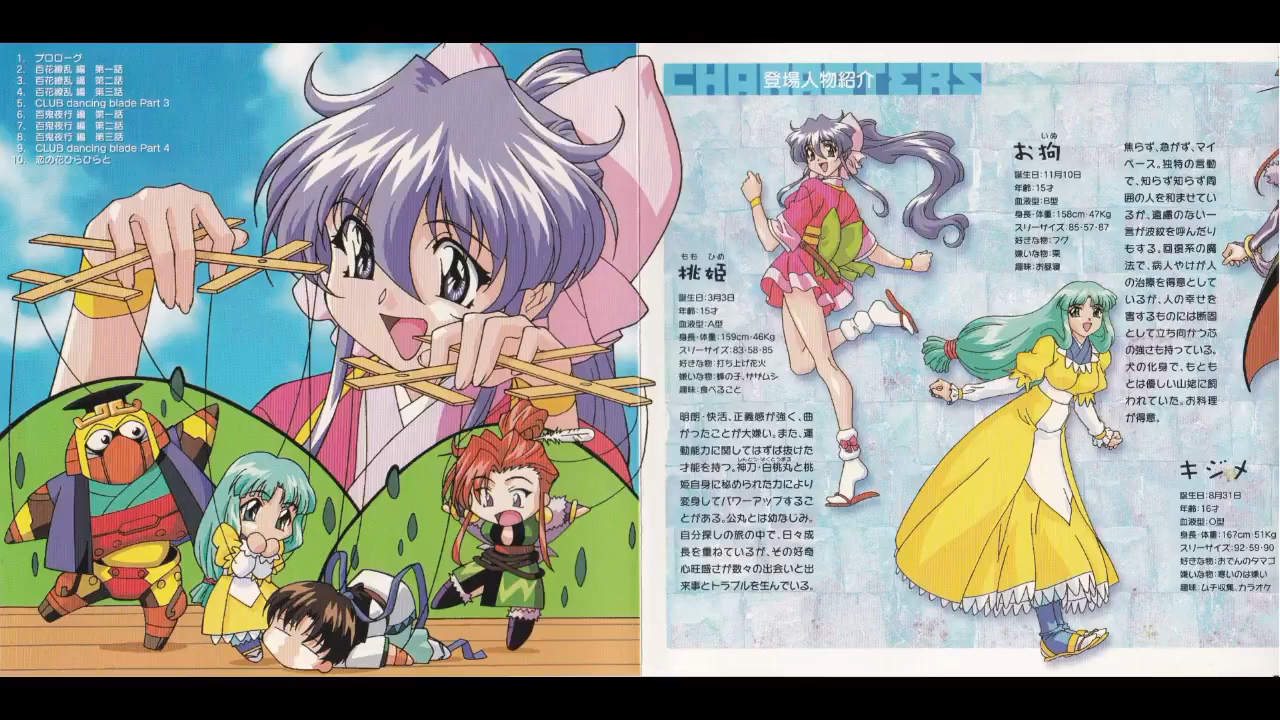 1. プロローグ
2. 百花繚乱 編 第一話
3. 百花繚乱 編 第二話
4. 百花繚乱 編 第三話
5. CLUB dancing blade Part 3
6. 百鬼夜行 編 第一話
7. 百鬼夜行 編 第二話
8. 百鬼夜行 編 第三話
9. CLUB dancing blade Part 4
10. 恋の花ひらひらと
CHARACTERS
登場人物紹介
もも ひめ
桃姫
誕生日:3月3日
年齢:15才
血液型:A型
身長・体重:159cm・46Kg
スリーサイズ:83・58・85
好きな物:打ち上げ花火
嫌いな物:蜂の子、サザムシ
趣味:食べること
明朗・快活、正義感が強く、曲
がったことが大嫌い。また、運
動能力に関してはずば抜けた
才能を持つ。神刀・白桃丸と桃
姫自身に秘められた力により
変身してパワーアップするこ
とがある。公丸とは幼なじみ。
自分探しの旅の中で、日々成
長を重ねているが、その好奇
心旺盛さが数々の出会いと出
来事とトラブルを生んでいる。
いぬ
お狗
誕生日:11月10日
年齢:15才
血液型:B型
身長・体重:158cm・47Kg
スリーサイズ:85・57・87
好きな物:フグ
嫌いな物:栗
趣味:お昼寝
焦らず、急がず、マイ
ペース。独特の言動
で、知らず知らず周
囲の人を和ませてい
るが、遠慮のない一
言が波紋を呼んだり
もする。回復系の魔
法で、病人やけが人
の治療を得意として
いるが、人の幸せを
害するものには断固
として立ち向かう芯
の強さも持っている。
犬の化身で、もとも
とは優しい山姥に飼
われていた。お料理
が得意。
キジメ
誕生日:8月31日
年齢:16才
血液型:O型
身長・体重:167cm・51Kg
スリーサイズ:92・59・90
好きな物:おでんのタマゴ
嫌いな物:寒いのは嫌い
趣味:ムチ収集、カラオケ